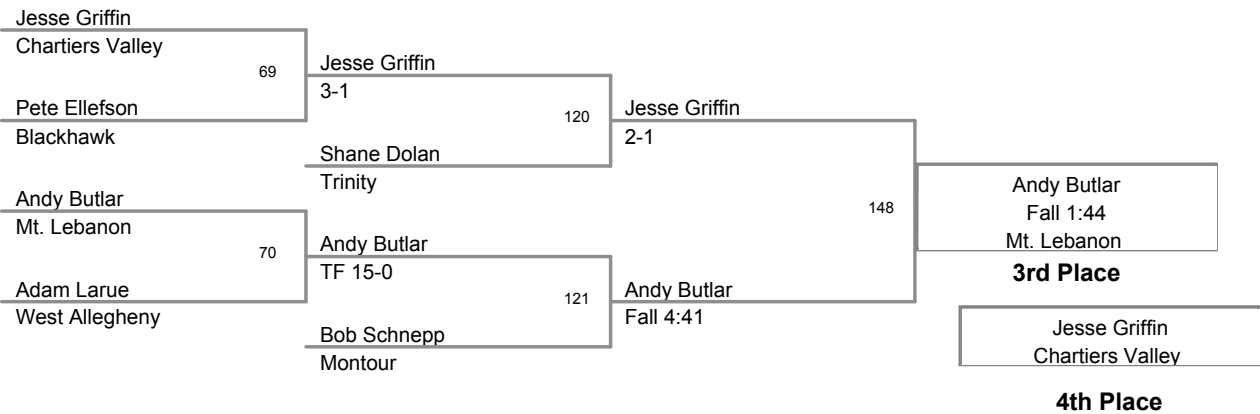 Jesse Griffin
Chartiers Valley
69
Pete Ellefson
Blackhawk
Jesse Griffin
3-1
120
Shane Dolan
Trinity
Andy Butlar
Mt. Lebanon
70
Adam Larue
West Allegheny
Andy Butlar
TF 15-0
121
Bob Schnepp
Montour
Jesse Griffin
2-1
148
Andy Butlar
Fall 4:41
Andy Butlar
Fall 1:44
Mt. Lebanon
3rd Place
Jesse Griffin
Chartiers Valley
4th Place